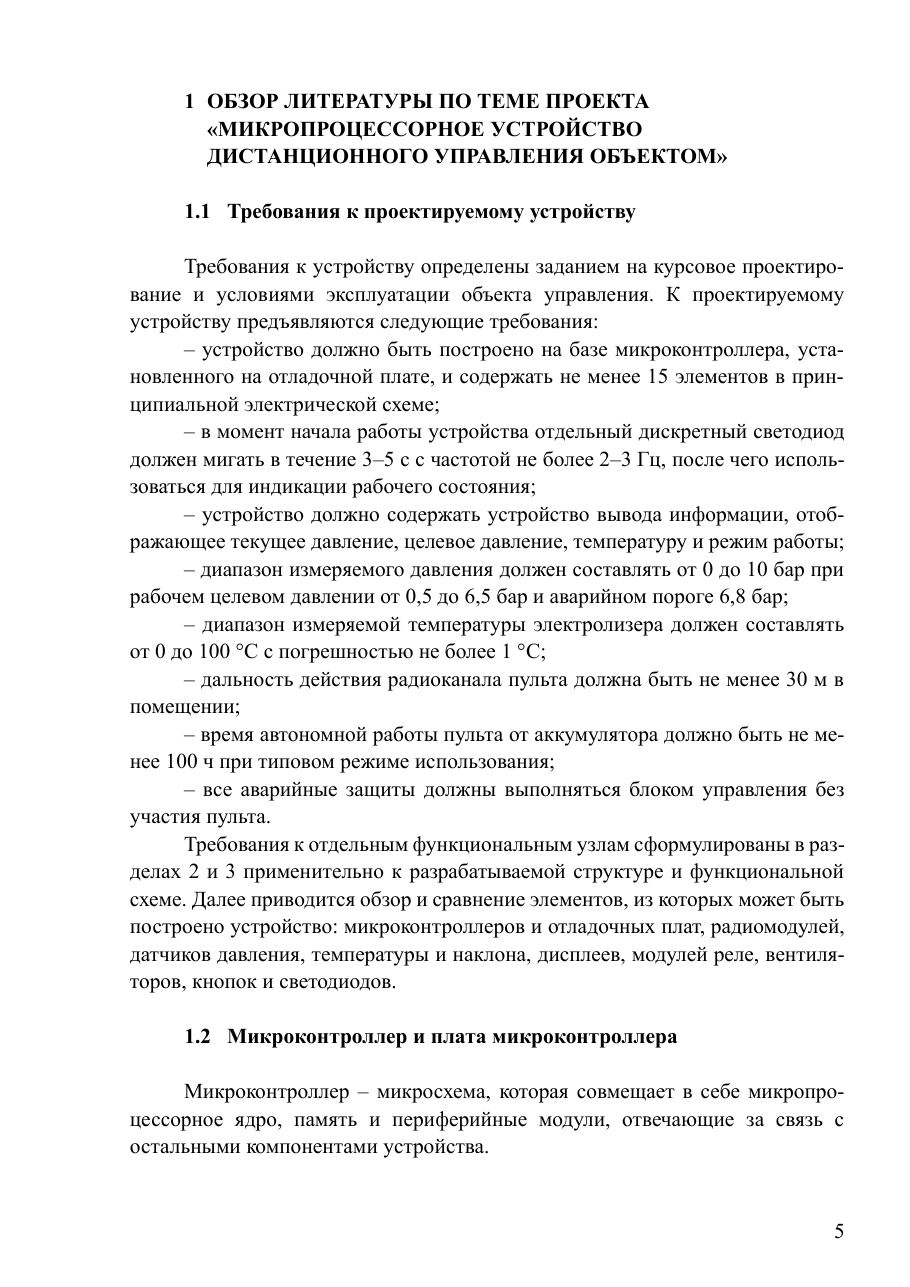 1 ОБЗОР ЛИТЕРАТУРЫ ПО ТЕМЕ ПРОЕКТА
«МИКРОПРОЦЕССОРНОЕ УСТРОЙСТВО
ДИСТАНЦИОННОГО УПРАВЛЕНИЯ ОБЪЕКТОМ»
1.1 Требования к проектируемому устройству
Требования к устройству определены заданием на курсовое проектиро-
вание и условиями эксплуатации объекта управления. К проектируемому
устройству предъявляются следующие требования:
– устройство должно быть построено на базе микроконтроллера, уста-
новленного на отладочной плате, и содержать не менее 15 элементов в прин-
ципиальной электрической схеме;
– в момент начала работы устройства отдельный дискретный светодиод
должен мигать в течение 3–5 с с частотой не более 2–3 Гц, после чего исполь-
зоваться для индикации рабочего состояния;
– устройство должно содержать устройство вывода информации, отоб-
ражающее текущее давление, целевое давление, температуру и режим работы;
– диапазон измеряемого давления должен составлять от 0 до 10 бар при
рабочем целевом давлении от 0,5 до 6,5 бар и аварийном пороге 6,8 бар;
– диапазон измеряемой температуры электролизера должен составлять
от 0 до 100 °С с погрешностью не более 1 °С;
– дальность действия радиоканала пульта должна быть не менее 30 м в
помещении;
– время автономной работы пульта от аккумулятора должно быть не ме-
нее 100 ч при типовом режиме использования;
– все аварийные защиты должны выполняться блоком управления без
участия пульта.
Требования к отдельным функциональным узлам сформулированы в раз-
делах 2 и 3 применительно к разрабатываемой структуре и функциональной
схеме. Далее приводится обзор и сравнение элементов, из которых может быть
построено устройство: микроконтроллеров и отладочных плат, радиомодулей,
датчиков давления, температуры и наклона, дисплеев, модулей реле, вентиля-
торов, кнопок и светодиодов.
1.2 Микроконтроллер и плата микроконтроллера
Микроконтроллер – микросхема, которая совмещает в себе микропро-
цессорное ядро, память и периферийные модули, отвечающие за связь с
остальными компонентами устройства.
5